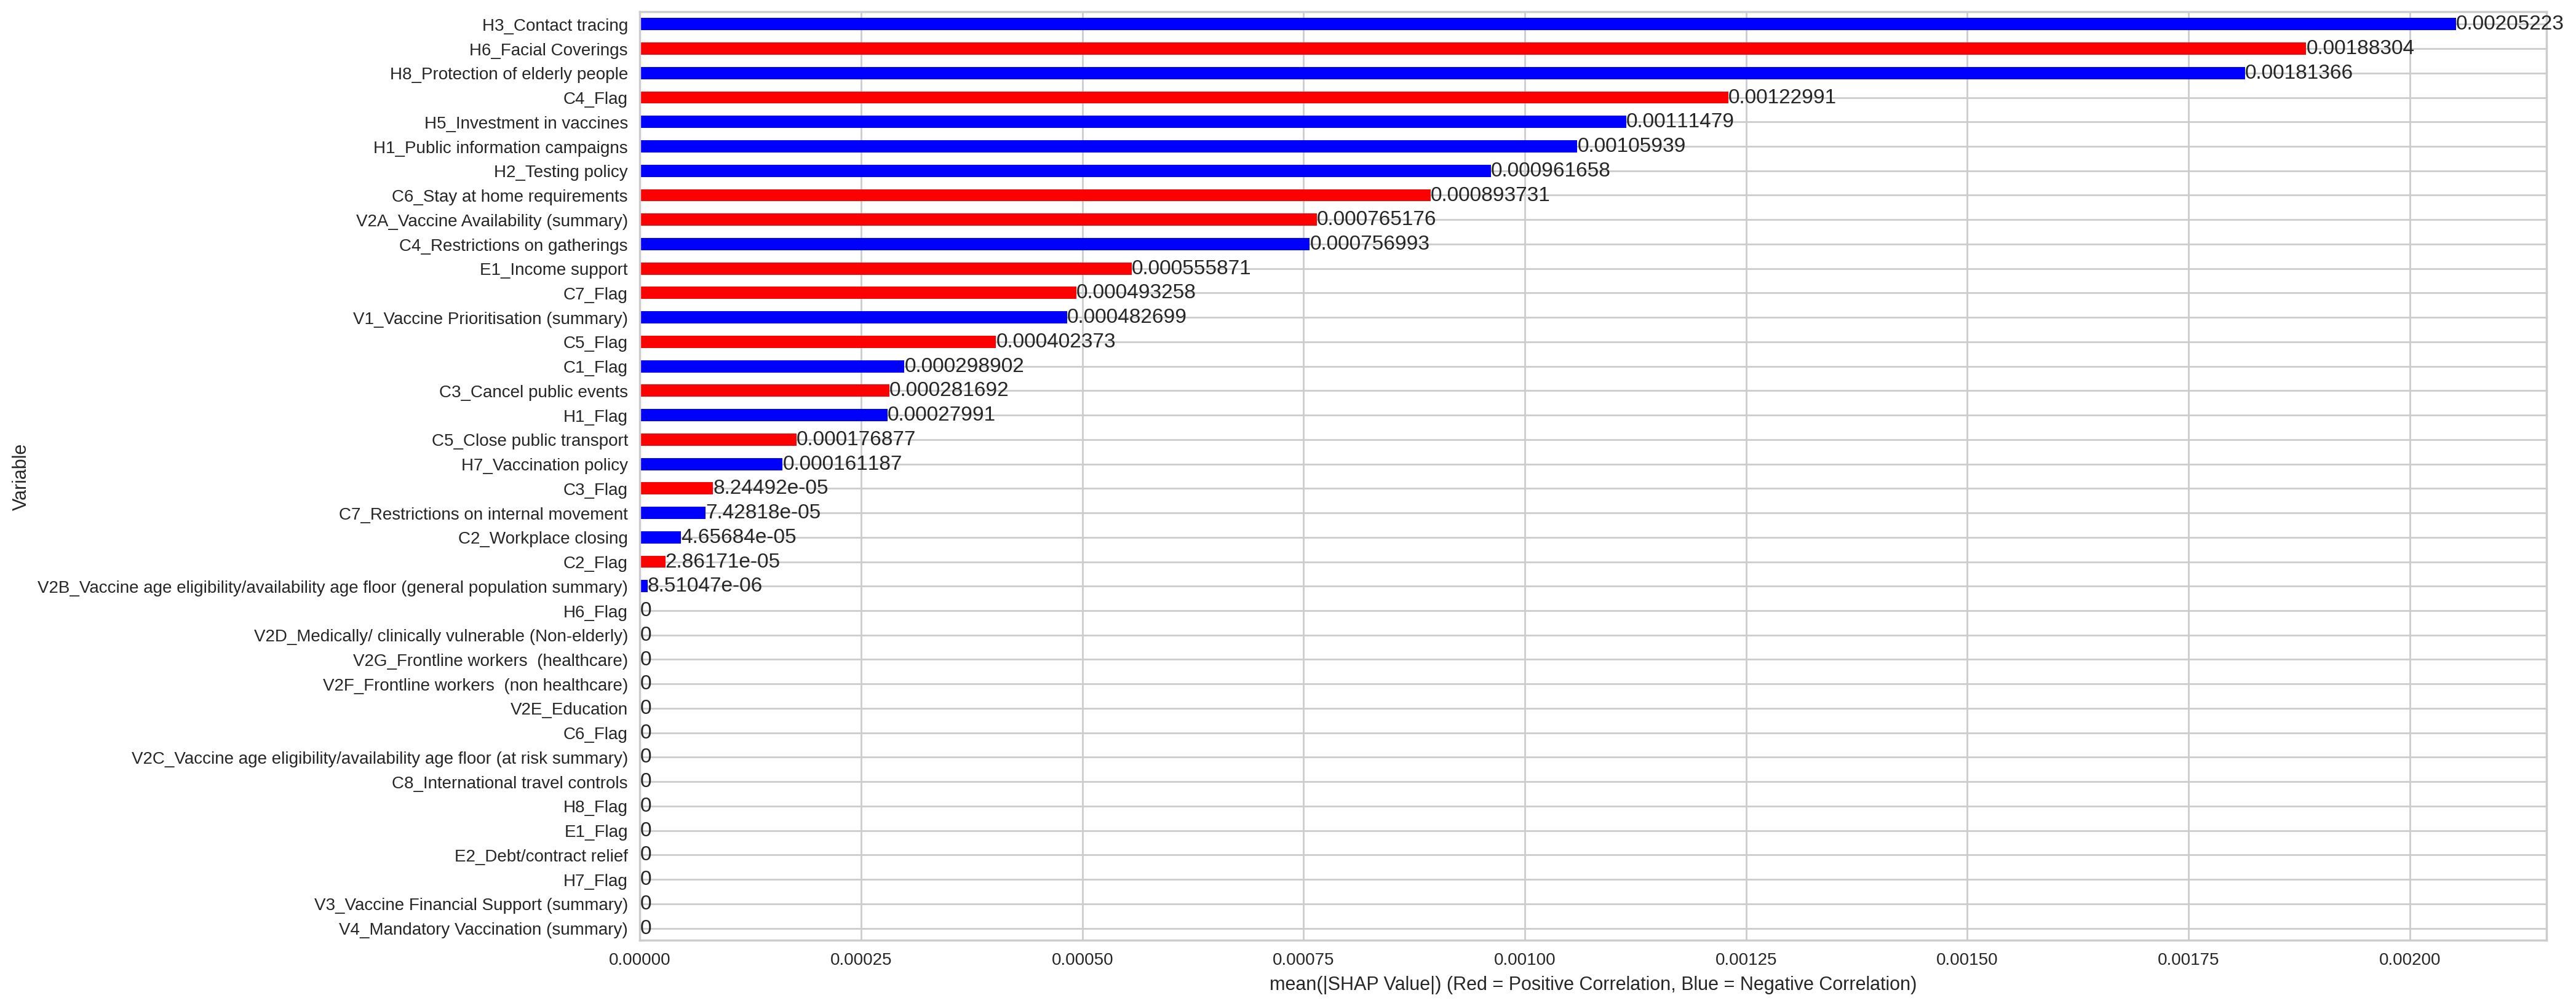 H3_Contact tracing 0.00205223
H6_Facial Coverings 0.00188304
H8_Protection of elderly people 0.00181366
C4_Flag 0.00122991
H5_Investment in vaccines 0.00111479
H1_Public information campaigns 0.00105939
H2_Testing policy 0.000961658
C6_Stay at home requirements 0.000893731
V2A_Vaccine Availability (summary) 0.000765176
C4_Restrictions on gatherings 0.000756993
E1_Income support 0.000555871
C7_Flag 0.000493258
V1_Vaccine Prioritisation (summary) 0.000482699
C5_Flag 0.000402373
C1_Flag 0.000298902
C3_Cancel public events 0.000281692
H1_Flag 0.00027991
C5_Close public transport 0.000176877
H7_Vaccination policy 0.000161187
C3_Flag 8.24492e-05
C7_Restrictions on internal movement 7.42818e-05
C2_Workplace closing 4.65684e-05
C2_Flag 2.86171e-05
V2B_Vaccine age eligibility/availability age floor (general population summary) 8.51047e-06
H6_Flag 0
V2D_Medically/ clinically vulnerable (Non-elderly) 0
V2G_Frontline workers  (healthcare) 0
V2F_Frontline workers  (non healthcare) 0
V2E_Education 0
C6_Flag 0
V2C_Vaccine age eligibility/availability age floor (at risk summary) 0
C8_International travel controls 0
H8_Flag 0
E1_Flag 0
E2_Debt/contract relief 0
H7_Flag 0
V3_Vaccine Financial Support (summary) 0
V4_Mandatory Vaccination (summary) 0
Variable
0.00000 0.00025 0.00050 0.00075 0.00100 0.00125 0.00150 0.00175 0.00200
mean(|SHAP Value|) (Red = Positive Correlation, Blue = Negative Correlation)